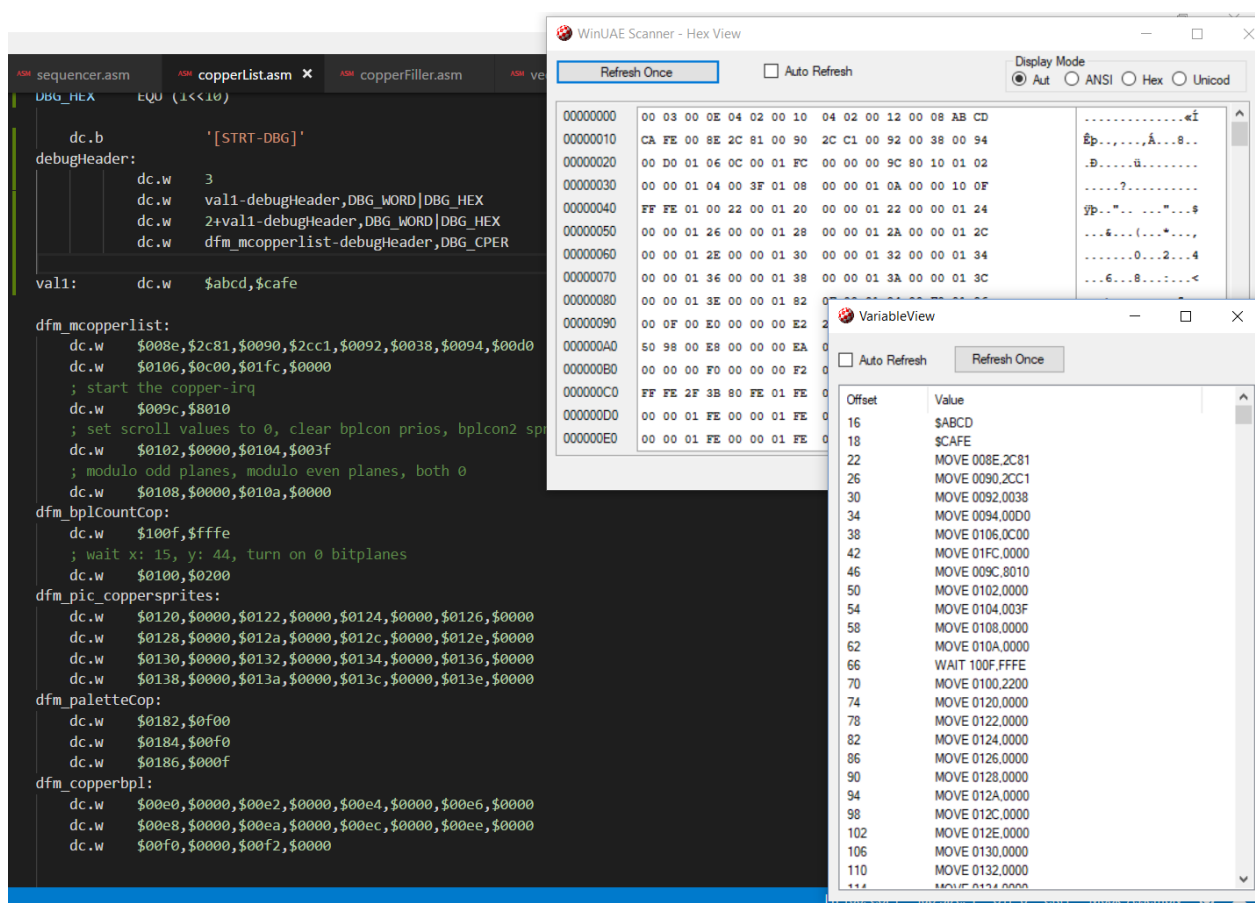 sequencer.asm
copperList.asm
copperFiller.asm
DBG_HEX EQU (1<<10)
dc.b '[STRT-DBG]'
debugHeader:
dc.w 3
dc.w val1-debugHeader,DBG_WORD|DBG_HEX
dc.w 2+val1-debugHeader,DBG_WORD|DBG_HEX
dc.w dfm_mcopperlist-debugHeader,DBG_CPER
val1: dc.w $abcd,$cafe
dfm_mcopperlist:
dc.w $008e,$2c81,$0090,$2cc1,$0092,$0038,$0094,$00d0
dc.w $0106,$0c00,$01fc,$0000
; start the copper-irq
dc.w $009c,$8010
; set scroll values to 0, clear bplcon prios, bplcon2 spr
dc.w $0102,$0000,$0104,$003f
; modulo odd planes, modulo even planes, both 0
dc.w $0108,$0000,$010a,$0000
dfm_bplCountCop:
dc.w $100f,$fffe
; wait x: 15, y: 44, turn on 0 bitplanes
dc.w $0100,$0200
dfm_pic_coppersprites:
dc.w $0120,$0000,$0122,$0000,$0124,$0000,$0126,$0000
dc.w $0128,$0000,$012a,$0000,$012c,$0000,$012e,$0000
dc.w $0130,$0000,$0132,$0000,$0134,$0000,$0136,$0000
dc.w $0138,$0000,$013a,$0000,$013c,$0000,$013e,$0000
dfm_paletteCop:
dc.w $0182,$0f00
dc.w $0184,$00f0
dc.w $0186,$000f
dfm_copperbpl:
dc.w $00e0,$0000,$00e2,$0000,$00e4,$0000,$00e6,$0000
dc.w $00e8,$0000,$00ea,$0000,$00ec,$0000,$00ee,$0000
dc.w $00f0,$0000,$00f2,$0000
WinUAE Scanner - Hex View
Refresh Once Auto Refresh
Display Mode
Aut ANSI Hex Unicod
00000000 00 03 00 0E 04 02 00 10 04 02 00 12 00 08 AB CD ..............«Í
00000010 CA FE 00 8E 2C 81 00 90 2C C1 00 92 00 38 00 94 Êþ..,...,Á...8..
00000020 00 D0 01 06 0C 00 01 FC 00 00 00 9C 80 10 01 02 .Ð.....ü........
00000030 00 00 01 04 00 3F 01 08 00 00 01 0A 00 00 10 0F .....?..........
00000040 FF FE 01 00 22 00 01 20 00 00 01 22 00 00 01 24 ÿþ..".. ..."...$
00000050 00 00 01 26 00 00 01 28 00 00 01 2A 00 00 01 2C ...&...(...*...,
00000060 00 00 01 2E 00 00 01 30 00 00 01 32 00 00 01 34 .......0...2...4
00000070 00 00 01 36 00 00 01 38 00 00 01 3A 00 00 01 3C ...6...8...:...<
00000080 00 00 01 3E 00 00 01 82
00000090 00 0F 00 E0 00 00 00 E2
000000A0 50 98 00 E8 00 00 00 EA
000000B0 00 00 00 F0 00 00 00 F2
000000C0 FF FE 2F 3B 80 FE 01 FE
000000D0 00 00 01 FE 00 00 01 FE
000000E0 00 00 01 FE 00 00 01 FE
VariableView
Auto Refresh Refresh Once
Offset Value
16 $ABCD
18 $CAFE
22 MOVE 008E,2C81
26 MOVE 0090,2CC1
30 MOVE 0092,0038
34 MOVE 0094,00D0
38 MOVE 0106,0C00
42 MOVE 01FC,0000
46 MOVE 009C,8010
50 MOVE 0102,0000
54 MOVE 0104,003F
58 MOVE 0108,0000
62 MOVE 010A,0000
66 WAIT 100F,FFFE
70 MOVE 0100,2200
74 MOVE 0120,0000
78 MOVE 0122,0000
82 MOVE 0124,0000
86 MOVE 0126,0000
90 MOVE 0128,0000
94 MOVE 012A,0000
98 MOVE 012C,0000
102 MOVE 012E,0000
106 MOVE 0130,0000
110 MOVE 0132,0000
114 MOVE 0134,0000